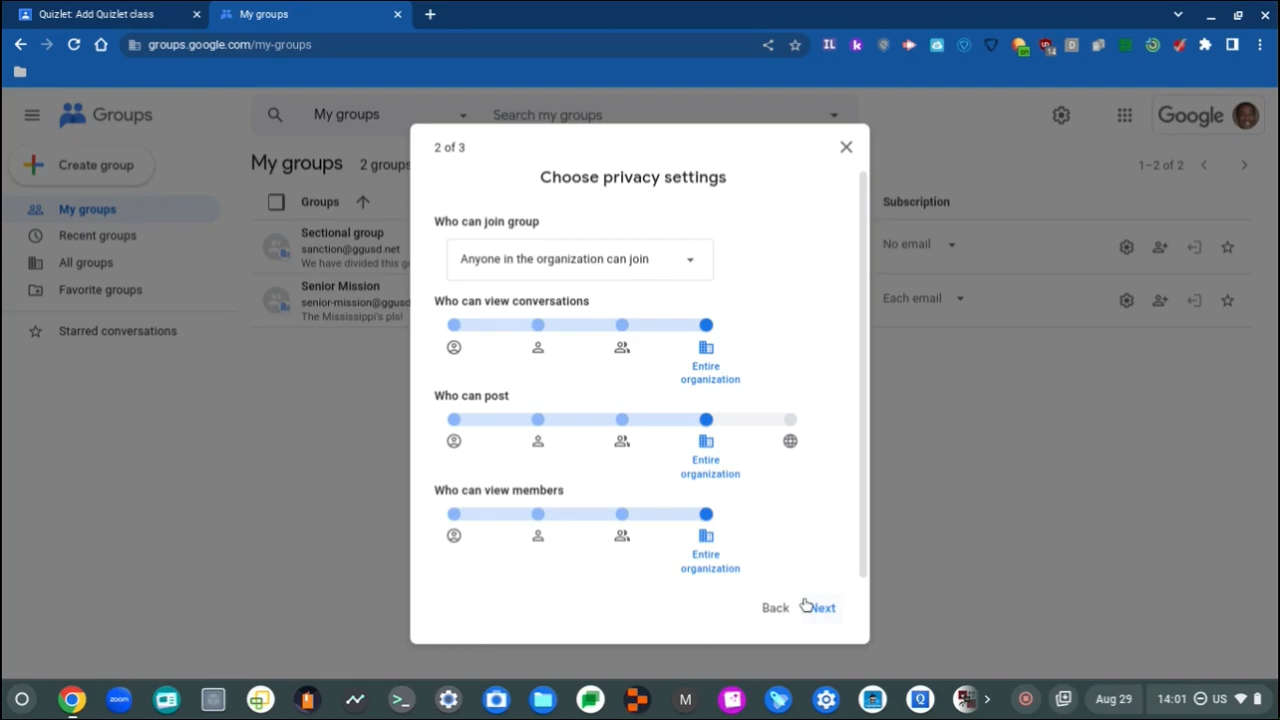 Quizlet: Add Quizlet class
My groups
groups.google.com/my-groups
Groups
My groups
Search my groups
Google
Create group
My groups 2 groups
1–2 of 2
My groups
Recent groups
All groups
Favorite groups
Starred conversations
Groups
Subscription
Sectional group
sanction@ggusd.net
We have divided this g
No email
Senior Mission
senior-mission@ggusd
The Mississippi's pls!
Each email
2 of 3
Choose privacy settings
Who can join group
Anyone in the organization can join
Who can view conversations
Entire
organization
Who can post
Entire
organization
Who can view members
Entire
organization
Back
Next
zoom
M
Q
Aug 29
14:01
US